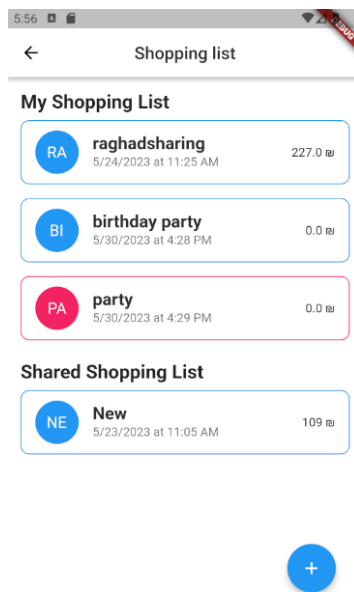 5:56
DEBUG
Shopping list
My Shopping List
RA
raghadsharing
5/24/2023 at 11:25 AM
227.0 ₪
BI
birthday party
5/30/2023 at 4:28 PM
0.0 ₪
PA
party
5/30/2023 at 4:29 PM
0.0 ₪
Shared Shopping List
NE
New
5/23/2023 at 11:05 AM
109 ₪
+